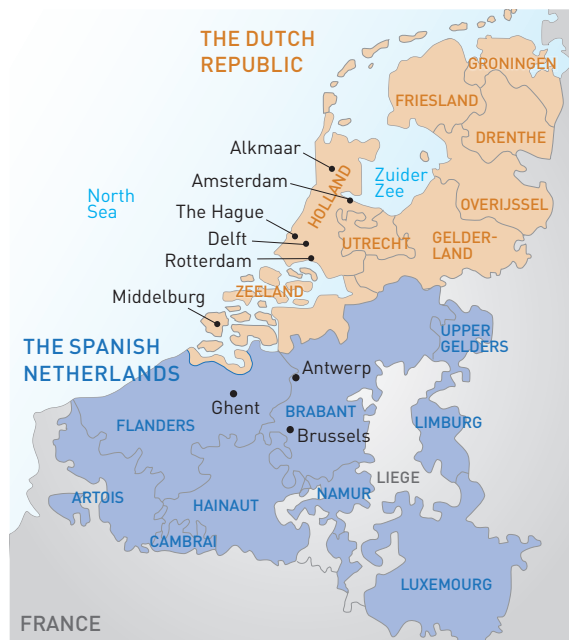 THE DUTCH
REPUBLIC
GRONINGEN
FRIESLAND
DRENTHE
Alkmaar
Zuider
Zee
Amsterdam
HOLLAND
North
Sea
OVERIJSSEL
The Hague
UTRECHT
GELDER-
LAND
Delft
Rotterdam
ZEELAND
Middelburg
UPPER
GELDERS
THE SPANISH
NETHERLANDS
Antwerp
Ghent
BRABANT
FLANDERS
LIMBURG
Brussels
LIEGE
ARTOIS
HAINAUT
NAMUR
CAMBRAI
LUXEMOURG
FRANCE